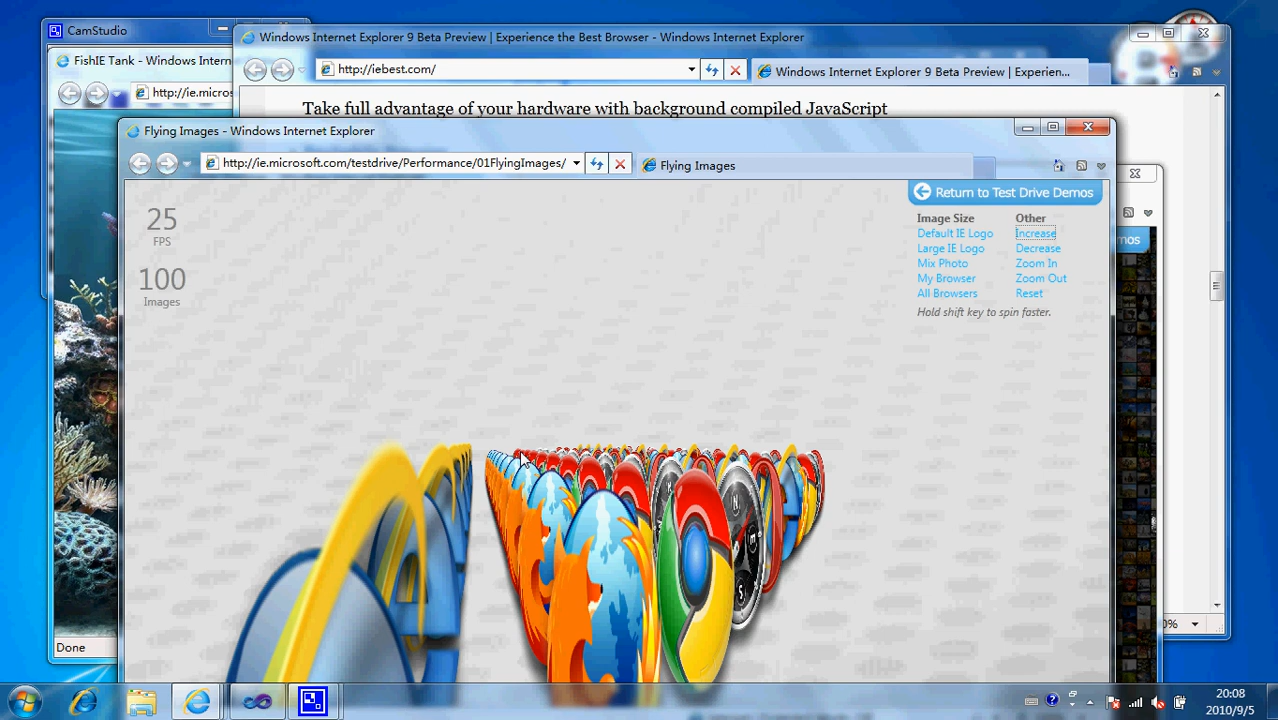 CamStudio
Windows Internet Explorer 9 Beta Preview | Experience the Best Browser - Windows Internet Explorer
FishIE Tank - Windows Intern
http://iebest.com/
Windows Internet Explorer 9 Beta Preview | Experien...
http://ie.micros
Take full advantage of your hardware with background compiled JavaScript
Flying Images - Windows Internet Explorer
http://ie.microsoft.com/testdrive/Performance/01FlyingImages/
Flying Images
Return to Test Drive Demos
25
FPS
100
Images
Image Size
Other
Default IE Logo
Increase
Large IE Logo
Decrease
Mix Photo
Zoom In
My Browser
Zoom Out
All Browsers
Reset
Hold shift key to spin faster.
mos
Done
0%
20:08
2010/9/5